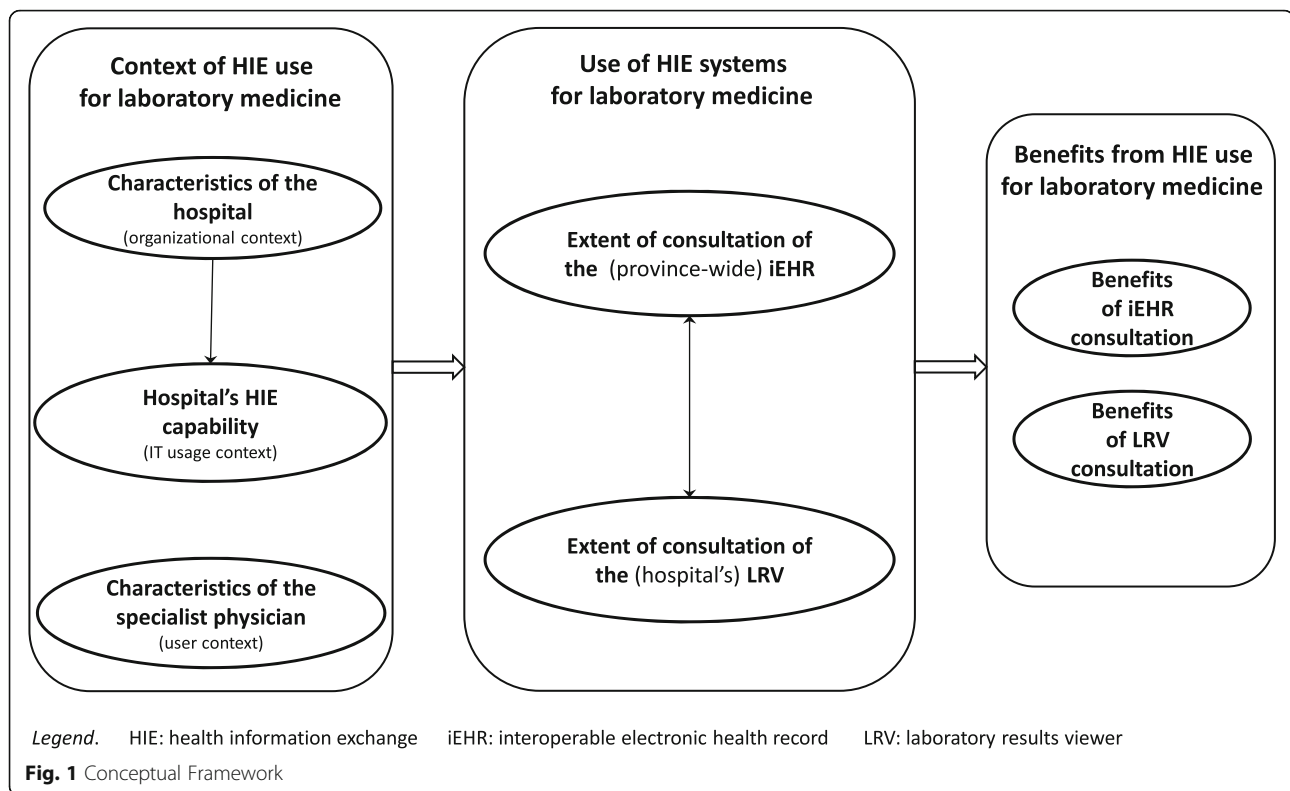 Context of HIE use
for laboratory medicine
Characteristics of the
hospital
(organizational context)
Hospital's HIE
capability
(IT usage context)
Characteristics of the
specialist physician
(user context)
Use of HIE systems
for laboratory medicine
Extent of consultation of
the (province-wide) iEHR
Extent of consultation of
the (hospital's) LRV
Benefits from HIE use
for laboratory medicine
Benefits
of iEHR
consultation
Benefits
of LRV
consultation
Legend. HIE: health information exchange iEHR: interoperable electronic health record LRV: laboratory results viewer
Fig. 1 Conceptual Framework